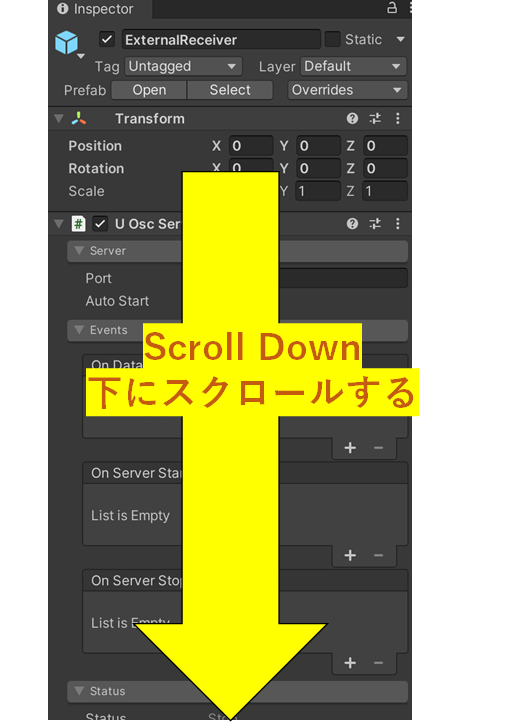 Inspector
ExternalReceiver
Static
Tag Untagged Layer Default
Prefab Open Select Overrides
Transform
Position X 0 Y 0 Z 0
Rotation X 0 Y 0 Z 0
Scale Y 1 Z 1
# U Osc Ser
Server
Port
Auto Start
Events
Scroll Down
On Data
下にスクロールする
+ −
On Server Star
List is Empty
+ −
On Server Stop
List is Empty
+ −
Status
Status Stop